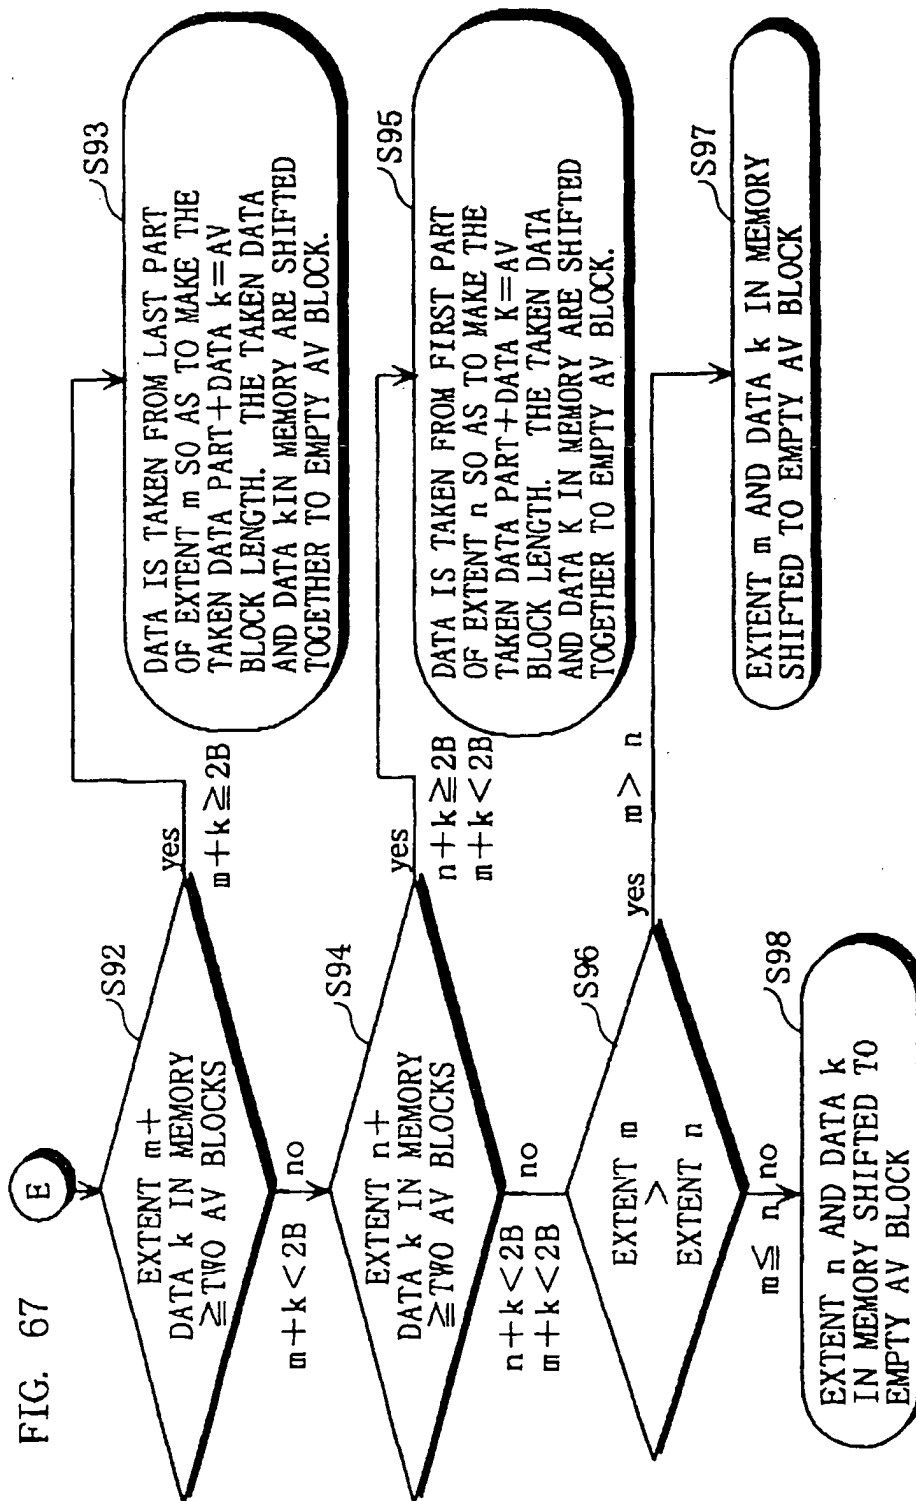 FIG. 67
E
S92
EXTENT m+
DATA k IN MEMORY
≧TWO AV BLOCKS
yes
m+k≧2B
S93
DATA IS TAKEN FROM LAST PART
OF EXTENT m SO AS TO MAKE THE
TAKEN DATA PART+DATA k=AV
BLOCK LENGTH. THE TAKEN DATA
AND DATA kIN MEMORY ARE SHIFTED
TOGETHER TO EMPTY AV BLOCK.
no
m+k<2B
S94
EXTENT n+
DATA k IN MEMORY
≧TWO AV BLOCKS
yes
n+k≧2B
m+k<2B
S95
DATA IS TAKEN FROM FIRST PART
OF EXTENT n SO AS TO MAKE THE
TAKEN DATA PART+DATA K=AV
BLOCK LENGTH. THE TAKEN DATA
AND DATA K IN MEMORY ARE SHIFTED
TOGETHER TO EMPTY AV BLOCK.
no
n+k<2B
m+k<2B
S96
EXTENT m
>
EXTENT n
yes
m> n
S97
EXTENT m AND DATA k IN MEMORY
SHIFTED TO EMPTY AV BLOCK
no
m≦ n
S98
EXTENT n AND DATA k
IN MEMORY SHIFTED TO
EMPTY AV BLOCK